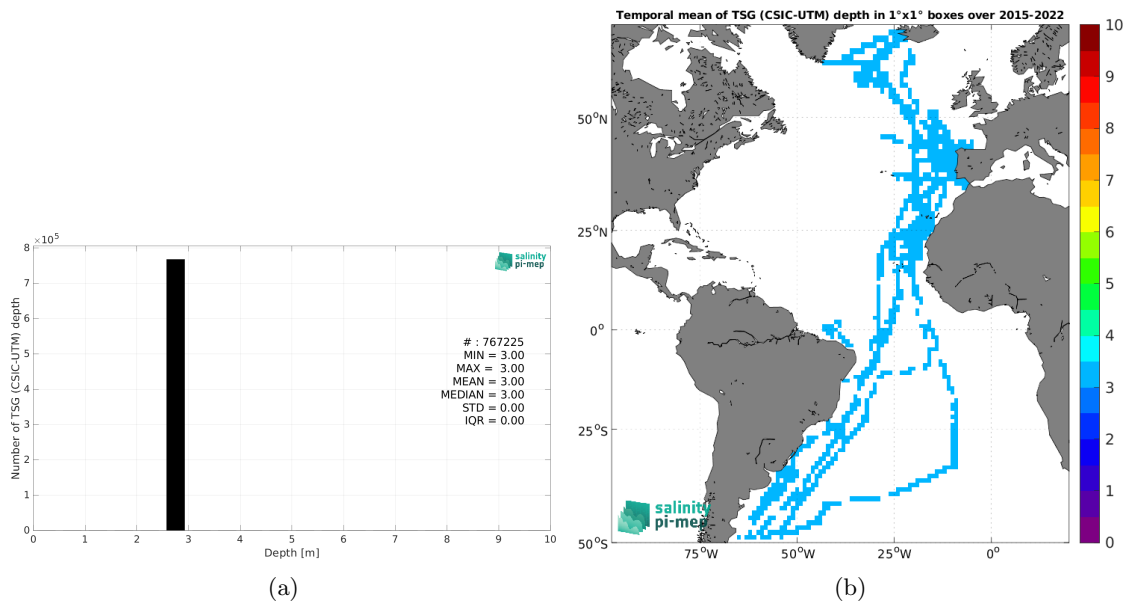 ×10⁵
8
7
6
5
4
3
2
1
0
Number of TSG (CSIC-UTM) depth
salinity
pi-mep
# : 767225
MIN = 3.00
MAX = 3.00
MEAN = 3.00
MEDIAN = 3.00
STD = 0.00
IQR = 0.00
0 1 2 3 4 5 6 7 8 9 10
Depth [m]
(a)
Temporal mean of TSG (CSIC-UTM) depth in 1°x1° boxes over 2015-2022
50°N
25°N
0°
25°S
50°S
salinity
pi-mep
75°W 50°W 25°W 0°
10
9
8
7
6
5
4
3
2
1
0
(b)